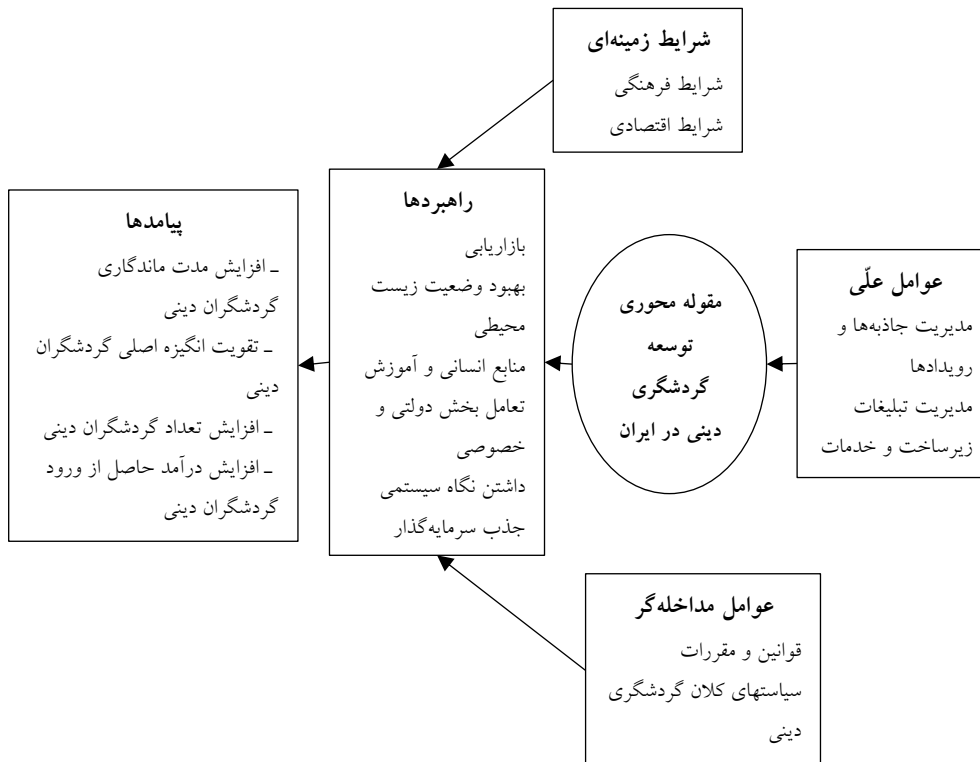 شرایط زمینه‌ای
شرایط فرهنگی
شرایط اقتصادی
عوامل علّی
مدیریت جاذبه‌ها و
رویدادها
مدیریت تبلیغات
زیرساخت و خدمات
مقوله محوری
توسعه
گردشگری
دینی در ایران
راهبردها
بازاریابی
بهبود وضعیت زیست
محیطی
منابع انسانی و آموزش
تعامل بخش دولتی و
خصوصی
داشتن نگاه سیستمی
جذب سرمایه‌گذار
پیامدها
ـ افزایش مدت ماندگاری
گردشگران دینی
ـ تقویت انگیزه اصلی گردشگران
دینی
ـ افزایش تعداد گردشگران دینی
ـ افزایش درآمد حاصل از ورود
گردشگران دینی
عوامل مداخله‌گر
قوانین و مقررات
سیاستهای کلان گردشگری
دینی